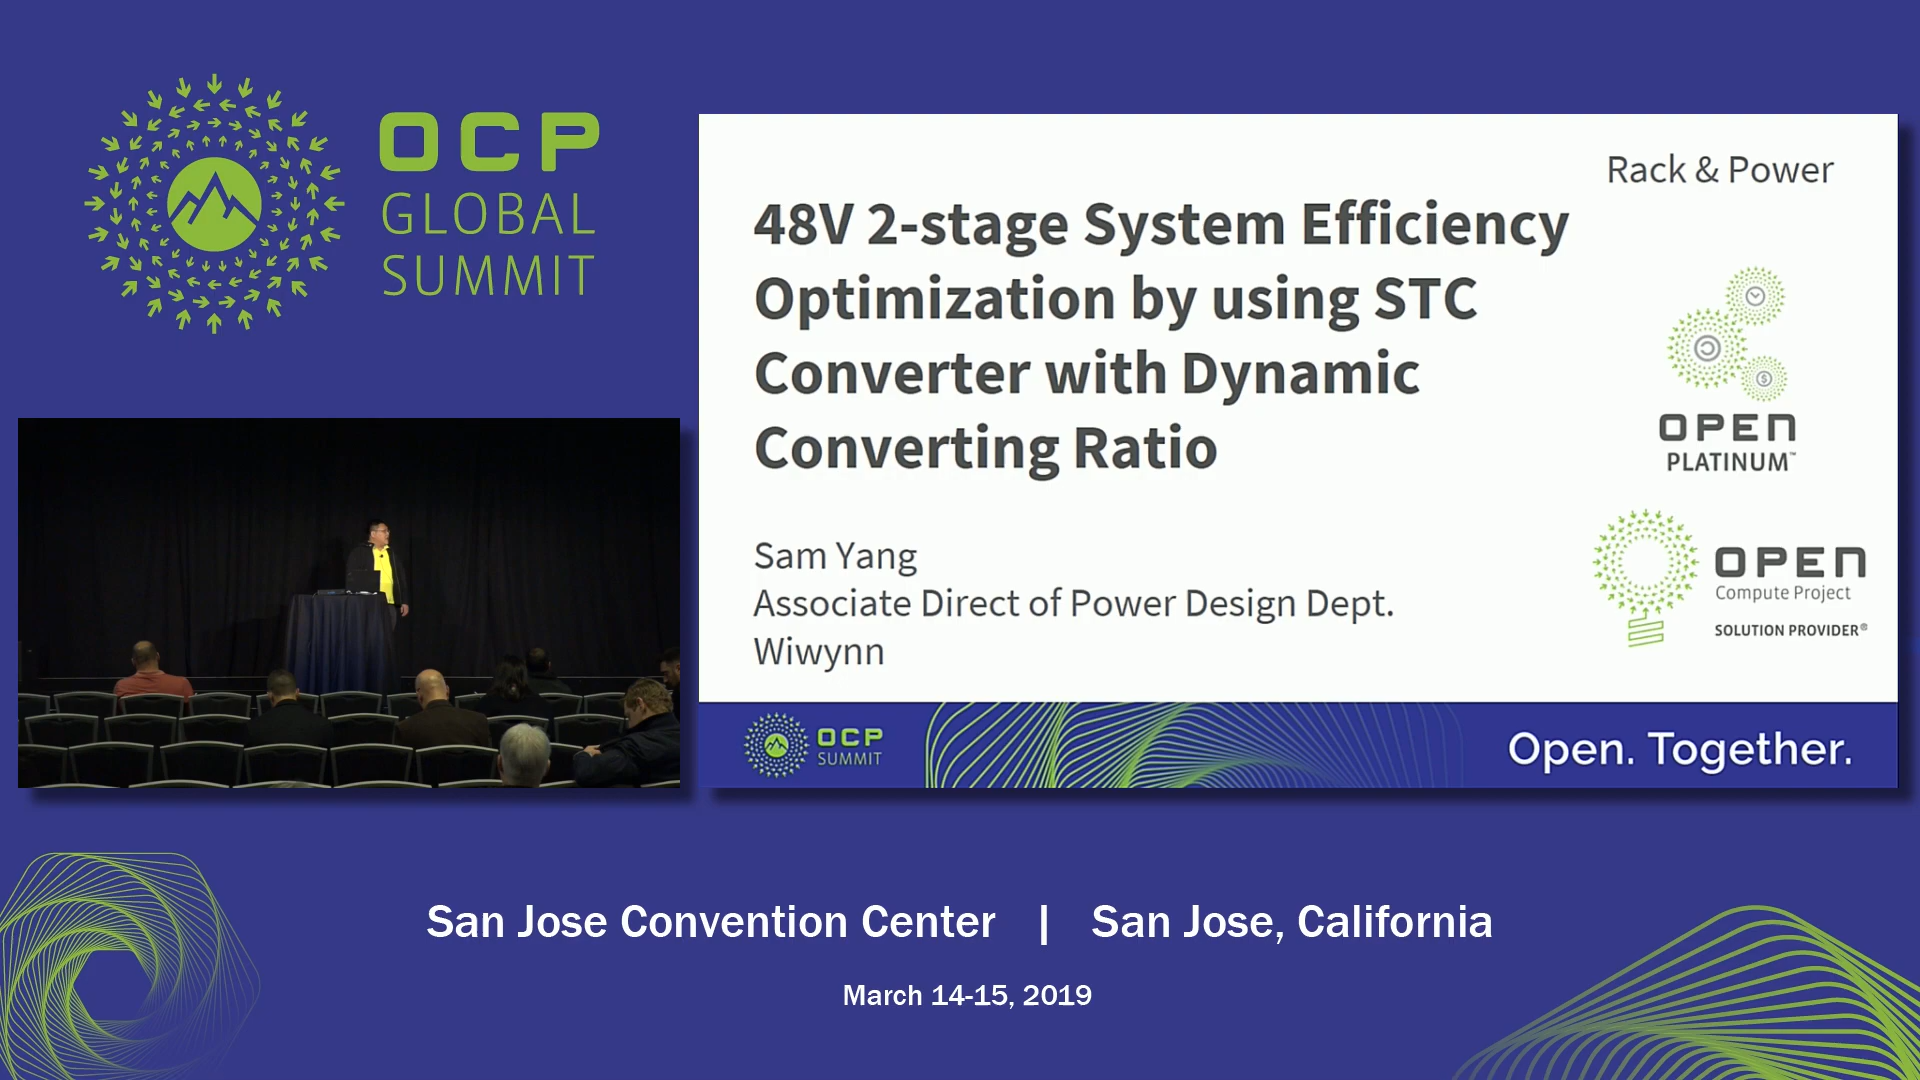 OCP
GLOBAL
SUMMIT
Rack & Power
48V 2-stage System Efficiency
Optimization by using STC
Converter with Dynamic
Converting Ratio
Sam Yang
Associate Direct of Power Design Dept.
Wiwynn
OPEN
PLATINUM™
OPEN
Compute Project
SOLUTION PROVIDER®
OCP
SUMMIT
Open. Together.
San Jose Convention Center | San Jose, California
March 14-15, 2019